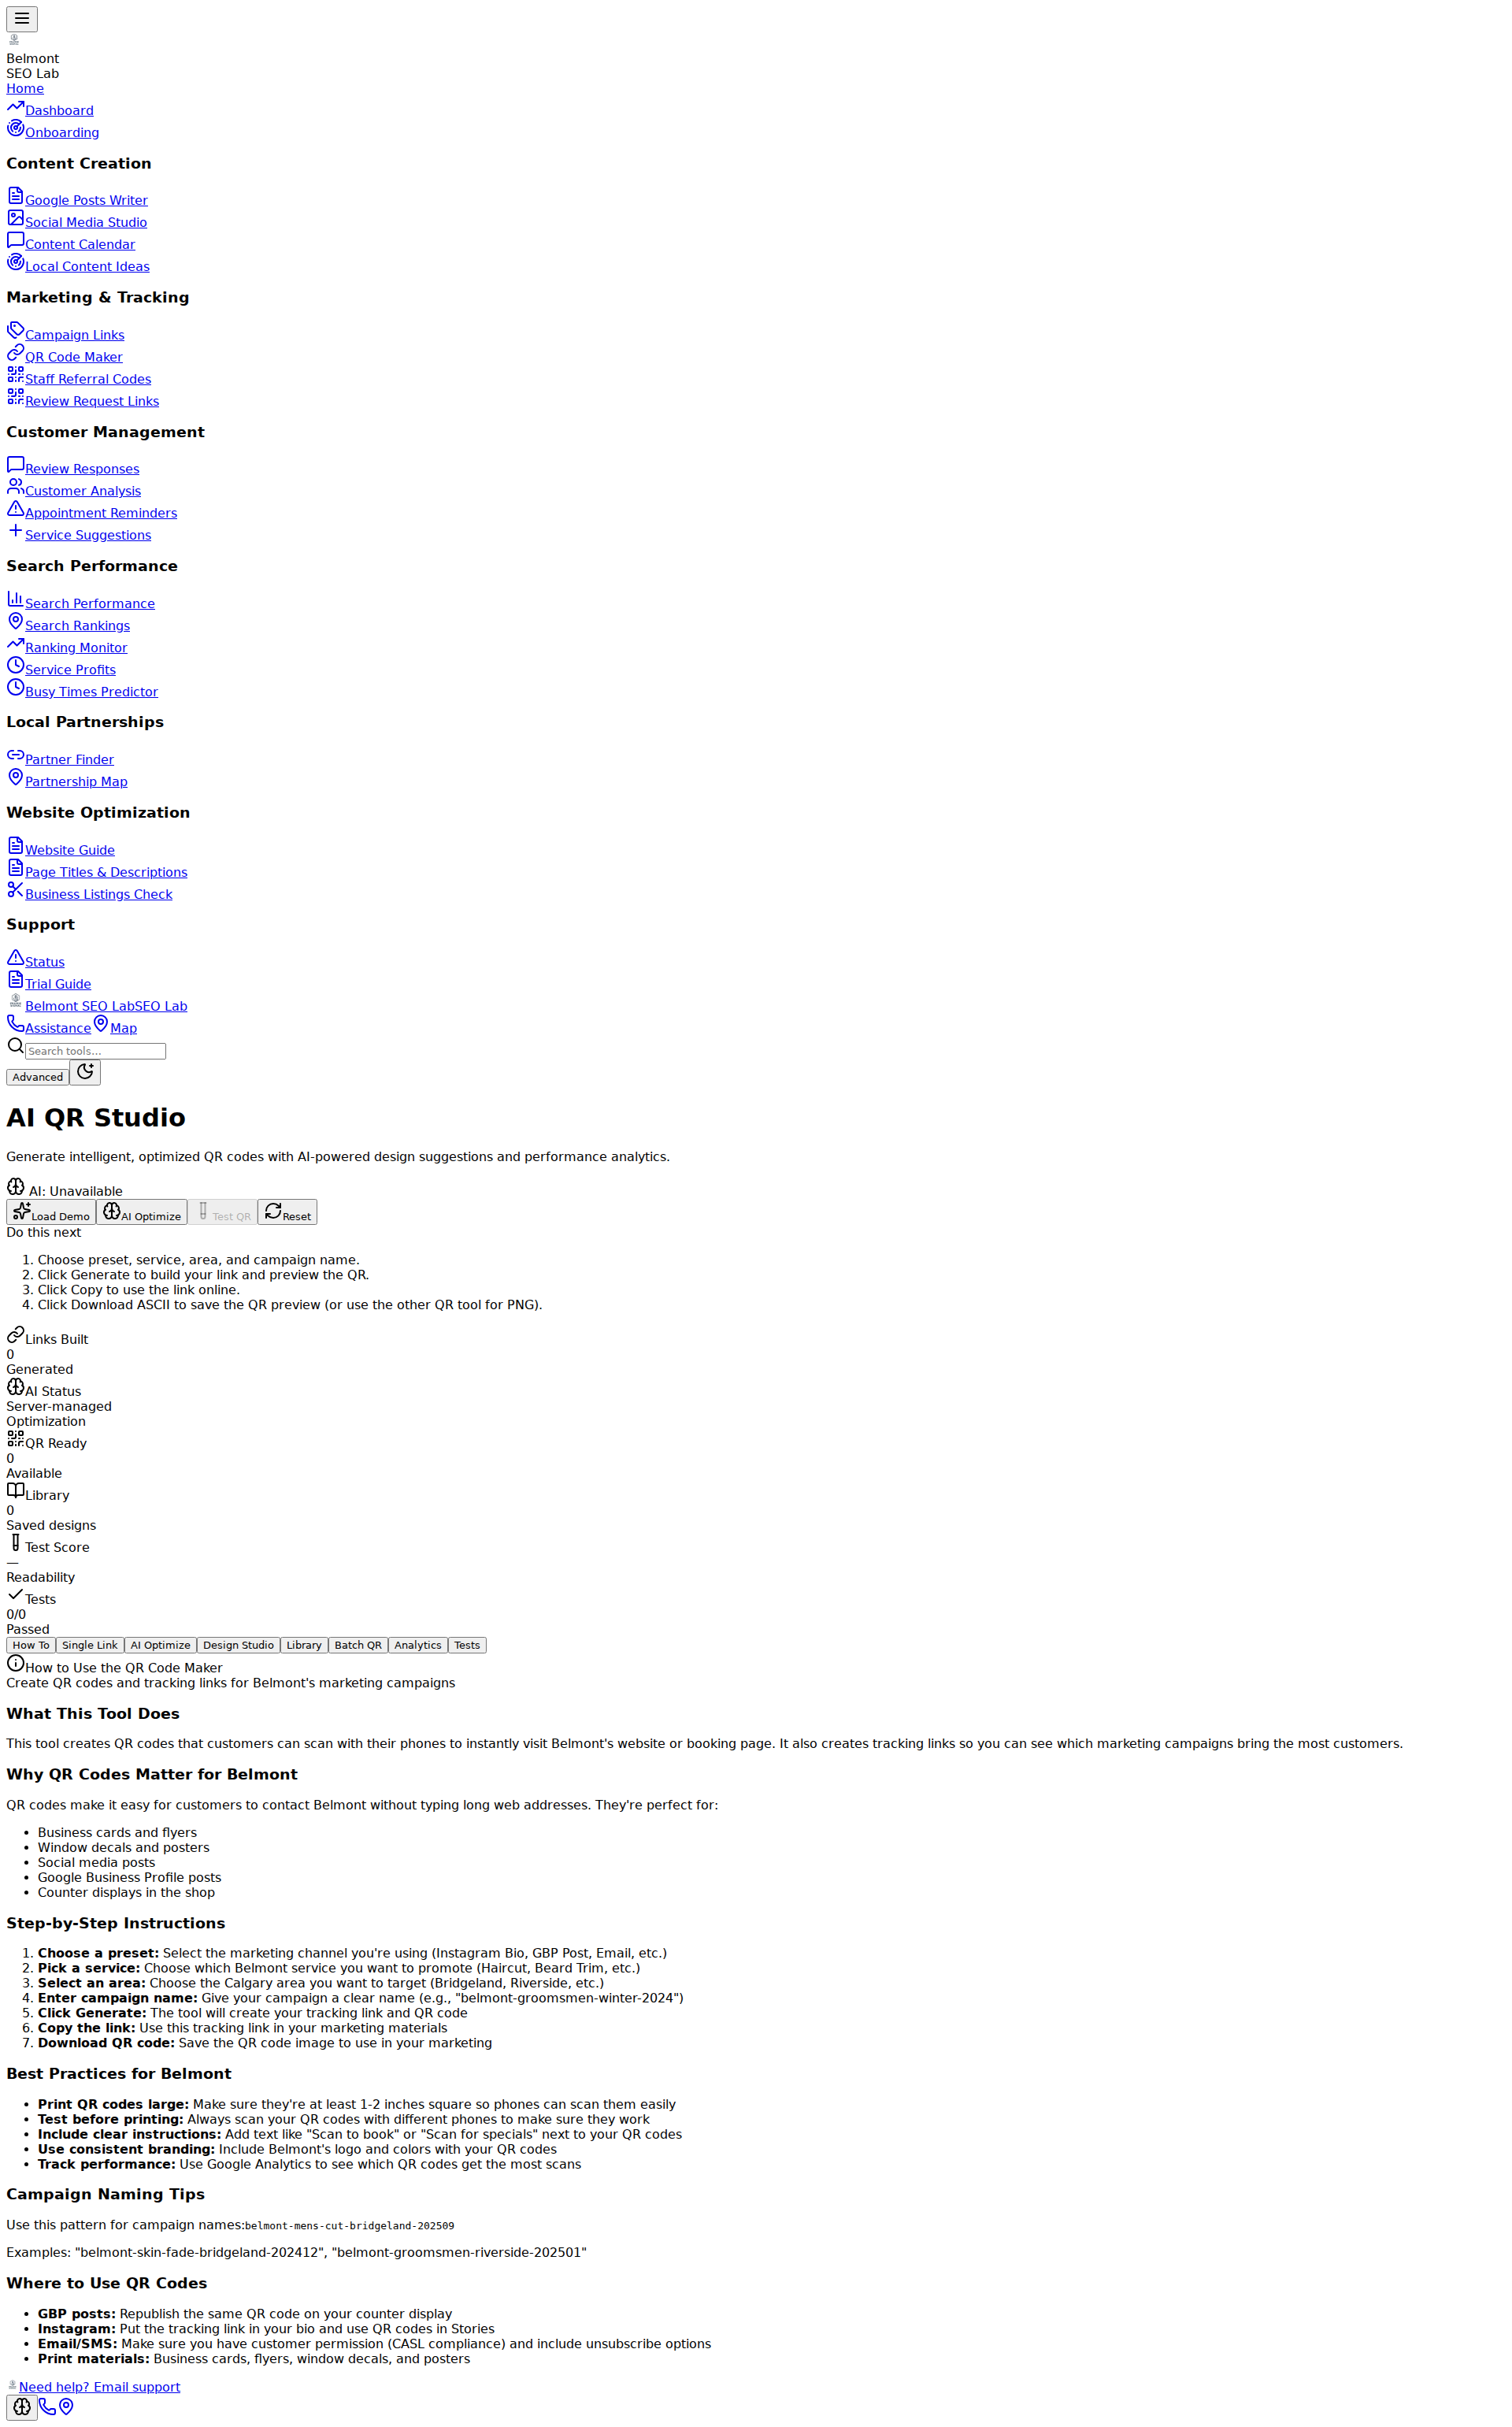 Belmont
SEO Lab
Home
Dashboard
Onboarding
Content Creation
Google Posts Writer
Social Media Studio
Content Calendar
Local Content Ideas
Marketing & Tracking
Campaign Links
QR Code Maker
Staff Referral Codes
Review Request Links
Customer Management
Review Responses
Customer Analysis
Appointment Reminders
Service Suggestions
Search Performance
Search Performance
Search Rankings
Ranking Monitor
Service Profits
Busy Times Predictor
Local Partnerships
Partner Finder
Partnership Map
Website Optimization
Website Guide
Page Titles & Descriptions
Business Listings Check
Support
Status
Trial Guide
Belmont SEO LabSEO Lab
Assistance Map
Search tools...
Advanced
AI QR Studio
Generate intelligent, optimized QR codes with AI-powered design suggestions and performance analytics.
AI: Unavailable
Load Demo AI Optimize Test QR Reset
Do this next
1. Choose preset, service, area, and campaign name.
2. Click Generate to build your link and preview the QR.
3. Click Copy to use the link online.
4. Click Download ASCII to save the QR preview (or use the other QR tool for PNG).
Links Built
0
Generated
AI Status
Server-managed
Optimization
QR Ready
0
Available
Library
0
Saved designs
Test Score
—
Readability
Tests
0/0
Passed
How To Single Link AI Optimize Design Studio Library Batch QR Analytics Tests
How to Use the QR Code Maker
Create QR codes and tracking links for Belmont's marketing campaigns
What This Tool Does
This tool creates QR codes that customers can scan with their phones to instantly visit Belmont's website or booking page. It also creates tracking links so you can see which marketing campaigns bring the most customers.
Why QR Codes Matter for Belmont
QR codes make it easy for customers to contact Belmont without typing long web addresses. They're perfect for:
• Business cards and flyers
• Window decals and posters
• Social media posts
• Google Business Profile posts
• Counter displays in the shop
Step-by-Step Instructions
1. Choose a preset: Select the marketing channel you're using (Instagram Bio, GBP Post, Email, etc.)
2. Pick a service: Choose which Belmont service you want to promote (Haircut, Beard Trim, etc.)
3. Select an area: Choose the Calgary area you want to target (Bridgeland, Riverside, etc.)
4. Enter campaign name: Give your campaign a clear name (e.g., "belmont-groomsmen-winter-2024")
5. Click Generate: The tool will create your tracking link and QR code
6. Copy the link: Use this tracking link in your marketing materials
7. Download QR code: Save the QR code image to use in your marketing
Best Practices for Belmont
• Print QR codes large: Make sure they're at least 1-2 inches square so phones can scan them easily
• Test before printing: Always scan your QR codes with different phones to make sure they work
• Include clear instructions: Add text like "Scan to book" or "Scan for specials" next to your QR codes
• Use consistent branding: Include Belmont's logo and colors with your QR codes
• Track performance: Use Google Analytics to see which QR codes get the most scans
Campaign Naming Tips
Use this pattern for campaign names:belmont-mens-cut-bridgeland-202509
Examples: "belmont-skin-fade-bridgeland-202412", "belmont-groomsmen-riverside-202501"
Where to Use QR Codes
• GBP posts: Republish the same QR code on your counter display
• Instagram: Put the tracking link in your bio and use QR codes in Stories
• Email/SMS: Make sure you have customer permission (CASL compliance) and include unsubscribe options
• Print materials: Business cards, flyers, window decals, and posters
Need help? Email support